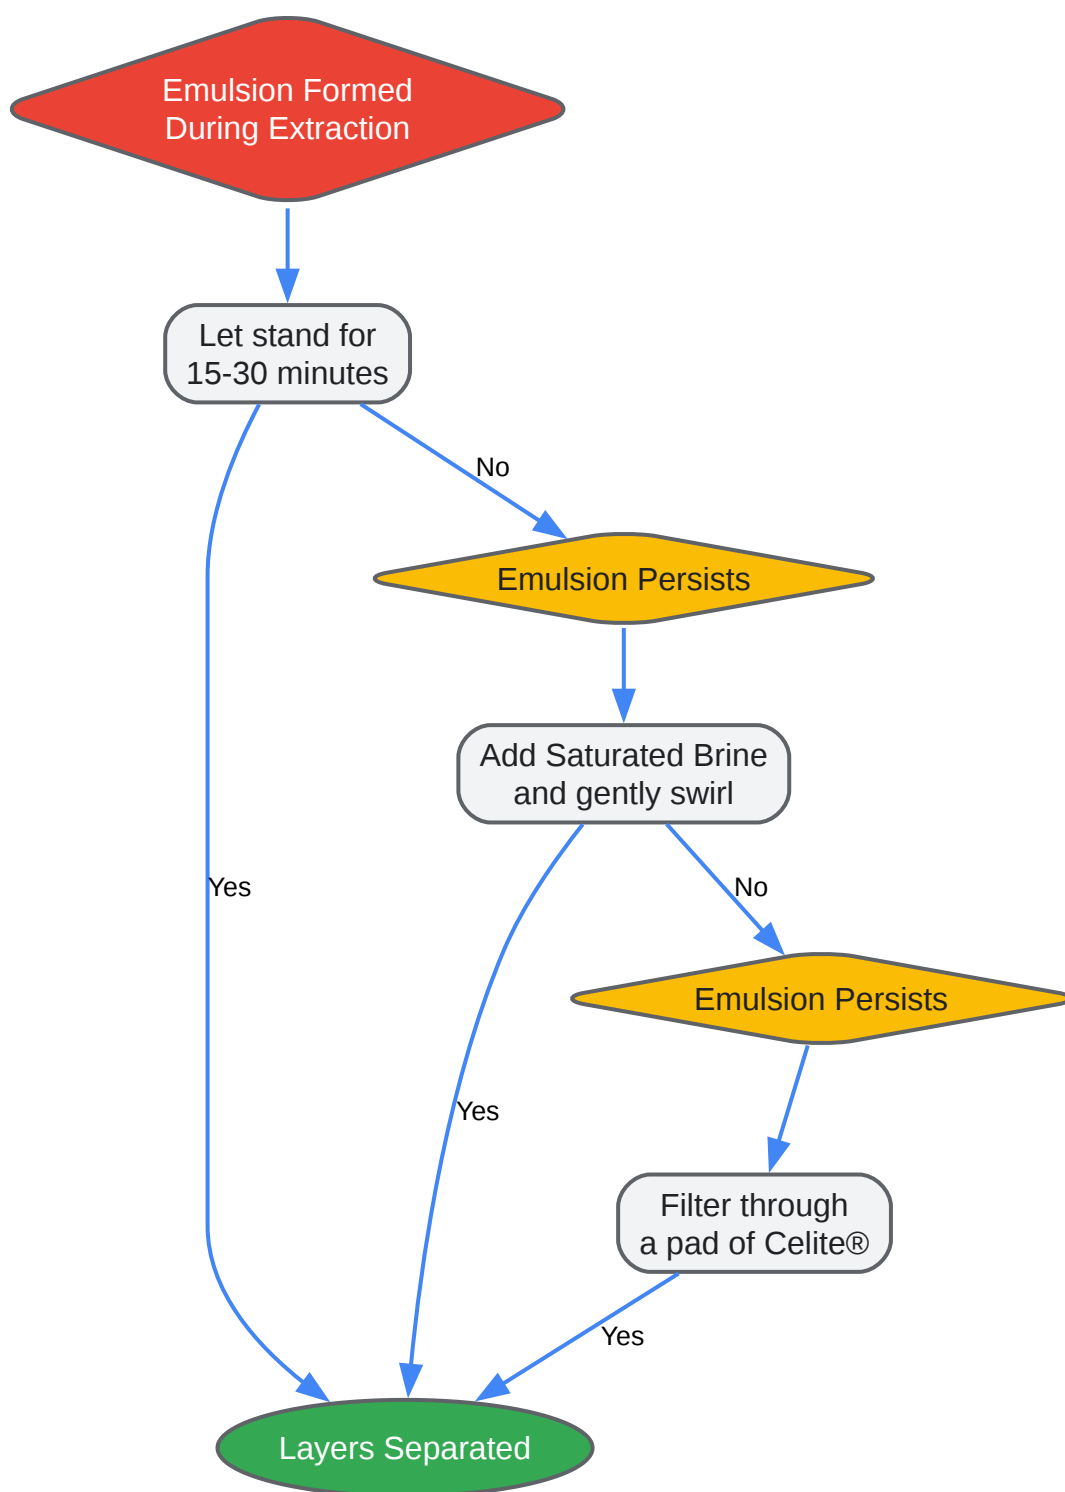 Emulsion Formed
During Extraction
Let stand for
15-30 minutes
No
Emulsion Persists
Add Saturated Brine
and gently swirl
Yes
No
Emulsion Persists
Yes
Filter through
a pad of Celite®
Yes
Layers Separated